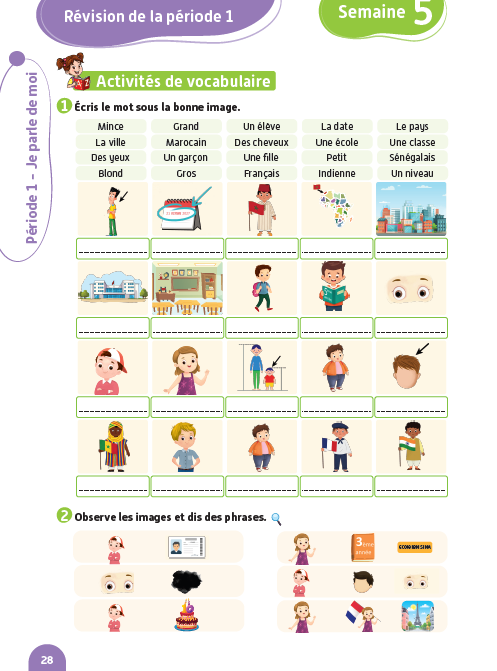 Révision de la période 1
Semaine 5
Période 1 - Je parle de moi
Activités de vocabulaire
1 Écris le mot sous la bonne image.
Mince Grand Un élève La date Le pays
La ville Marocain Des cheveux Une école Une classe
Des yeux Un garçon Une fille Petit Sénégalais
Blond Gros Français Indienne Un niveau
2 Observe les images et dis des phrases.
3ème
année
28